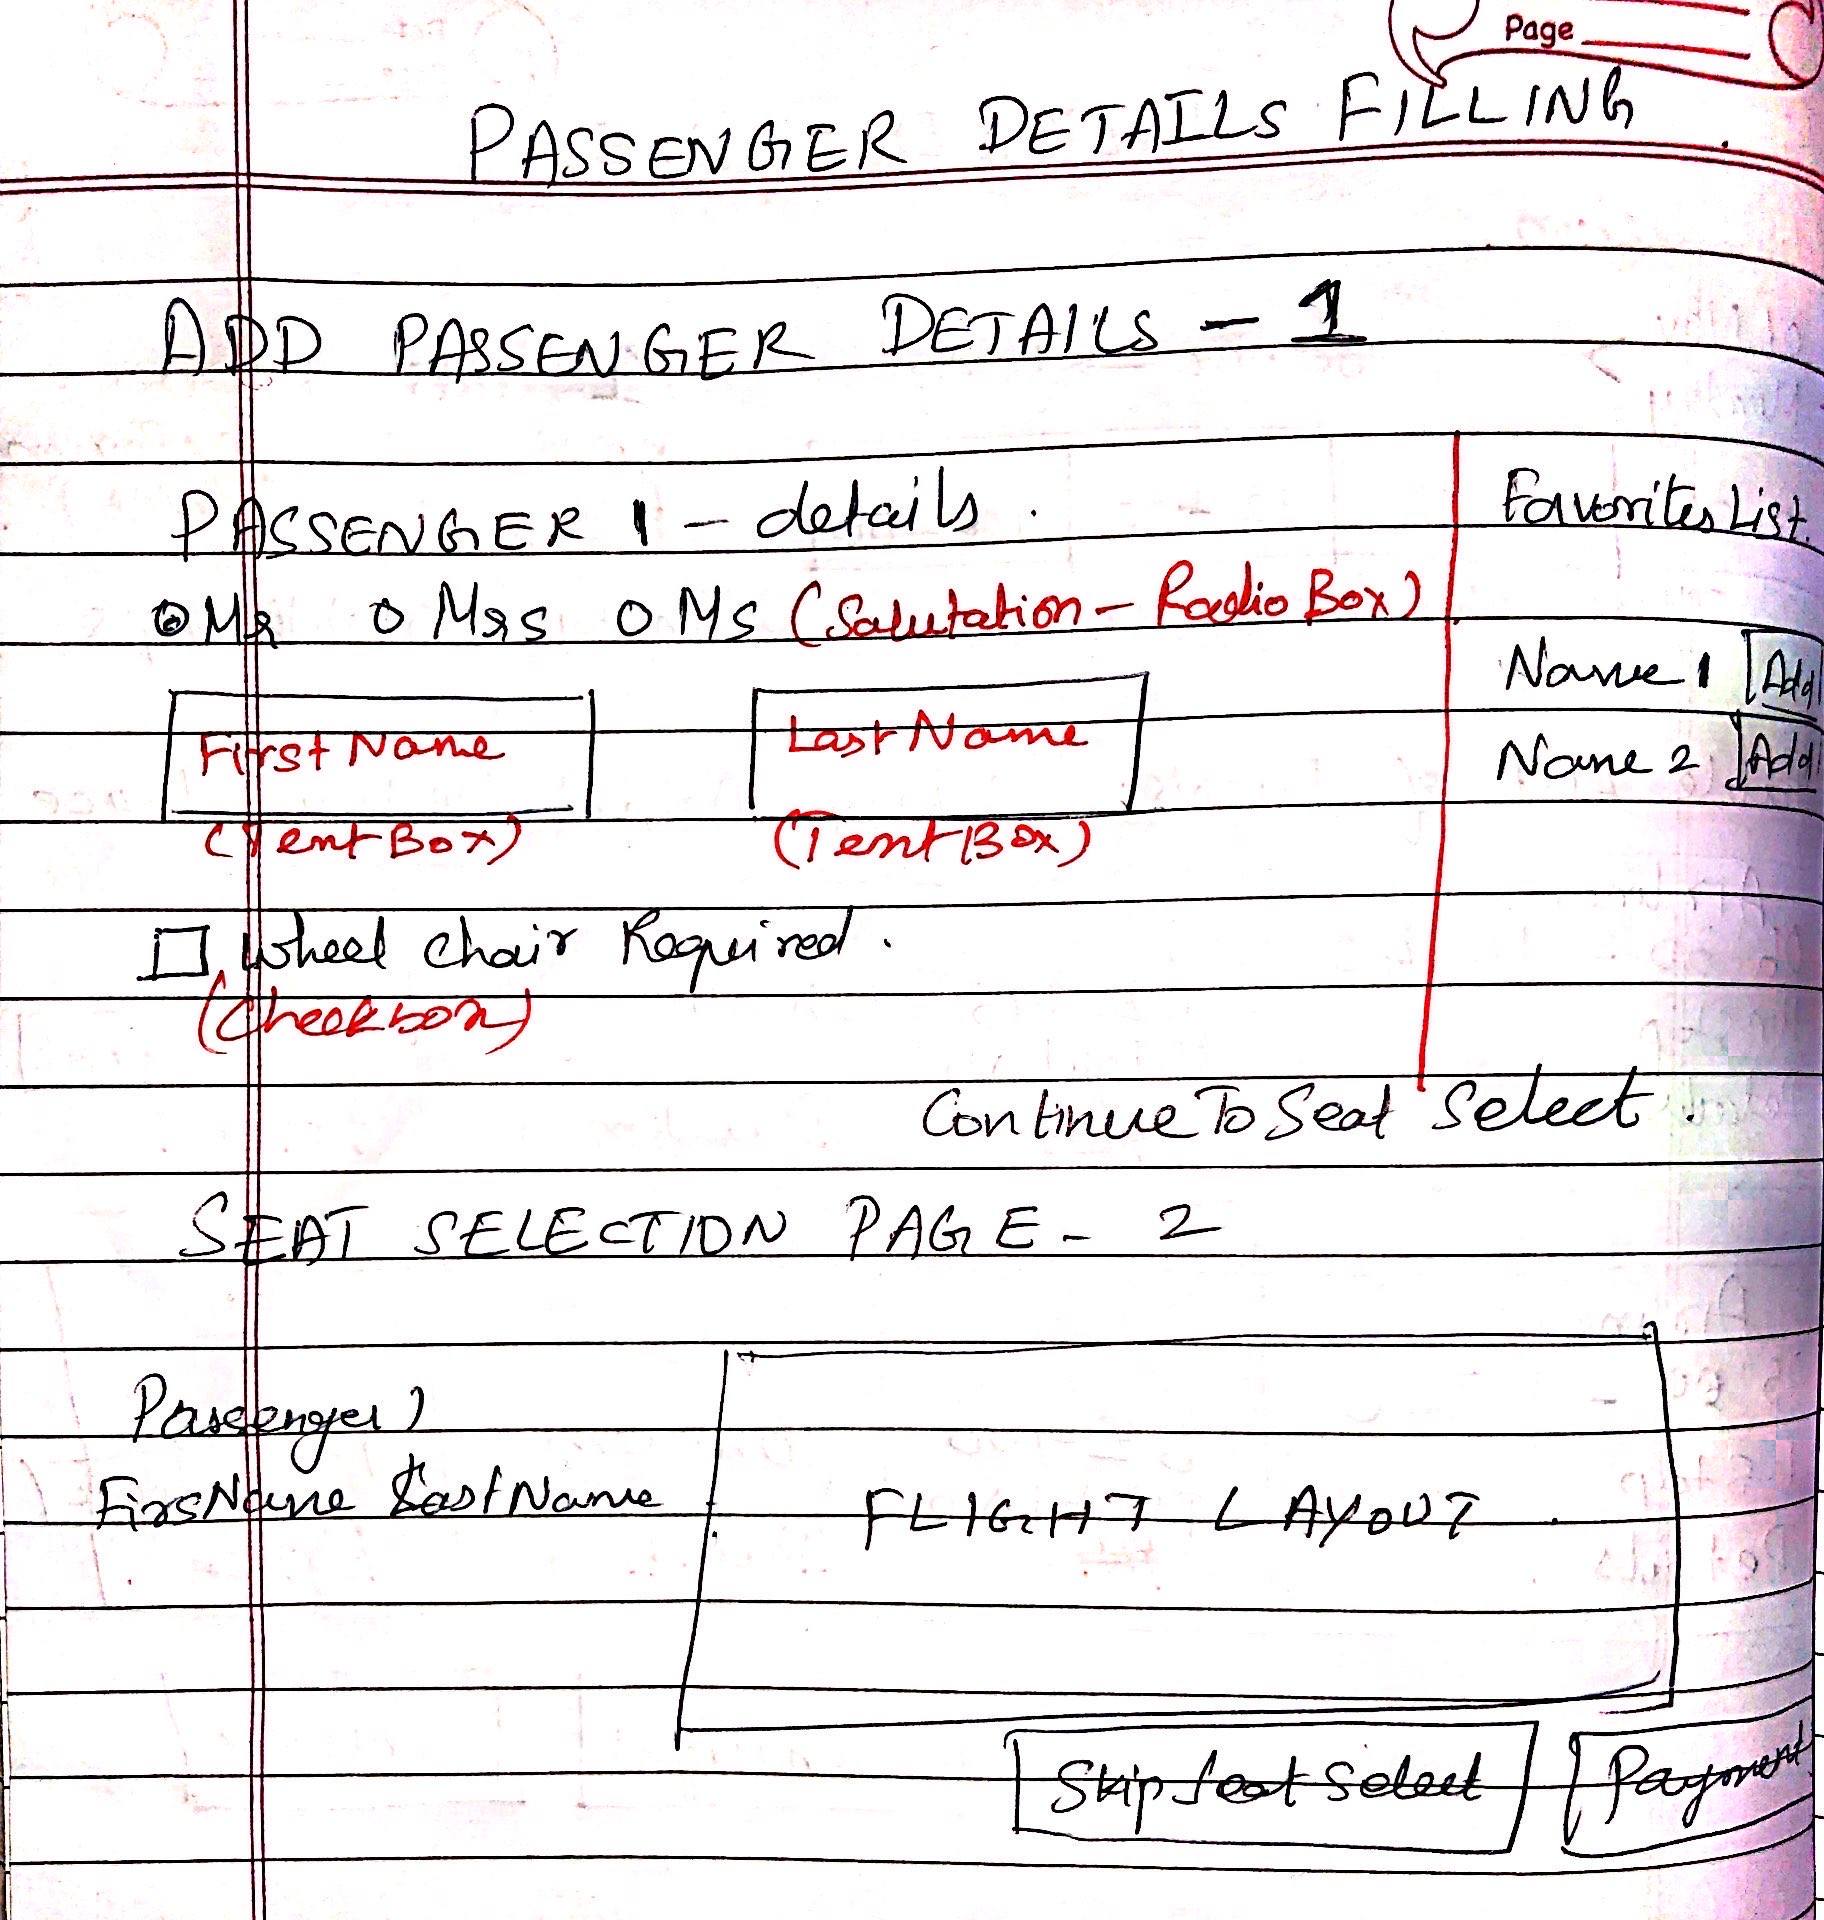 Page
PASSENGER DETAILS FILLING
ADD PASSENGER DETAILS - 1
PASSENGER 1 - details.
Favorites List.
Mr Mrs Ms (Salutation - Radio Box)
Name 1 Add
First Name Last Name
Name 2 Add
(Text Box) (Text Box)
Wheel chair Required.
(Checkbox)
Continue To Seat Select.
SEAT SELECTION PAGE - 2
Passenger 1
FirsName LastName
FLIGHT LAYOUT.
Skip Seat Select Payment